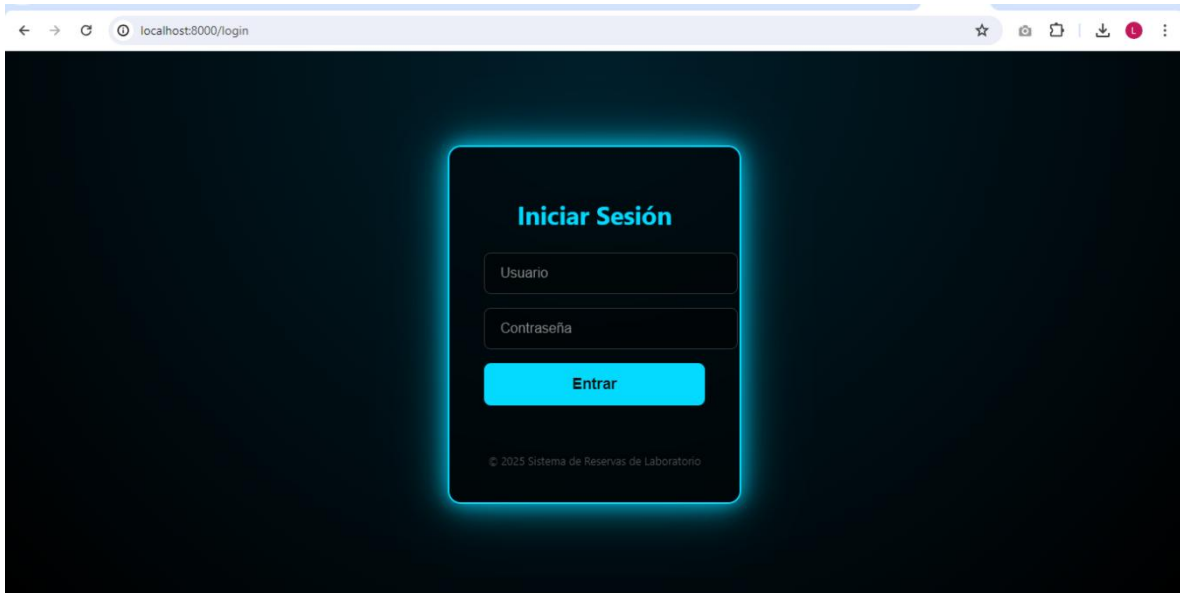 localhost:8000/login
L
Iniciar Sesión
Usuario
Contraseña
Entrar
© 2025 Sistema de Reservas de Laboratorio